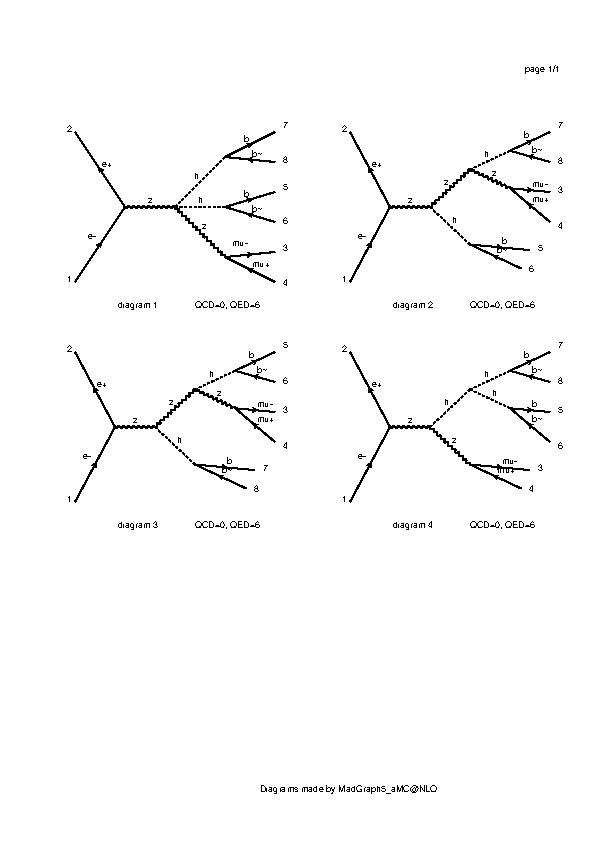 page 1/1
2
e+
e-
1
z
h
h
z
b
b~
b
b~
mu-
mu+
7
8
5
6
3
4
diagram 1 QCD=0, QED=6
2
e+
e-
1
z
z
h
h
z
b
b~
mu-
mu+
b
7
8
3
4
5
6
diagram 2 QCD=0, QED=6
2
e+
e-
1
z
z
h
h
z
b
b~
mu-
mu+
b
5
6
3
4
7
8
diagram 3 QCD=0, QED=6
2
e+
e-
1
z
h
z
h
h
b
b~
b
b~
mu-
mu+
7
8
5
6
3
4
diagram 4 QCD=0, QED=6
Diagrams made by MadGraph5_aMC@NLO